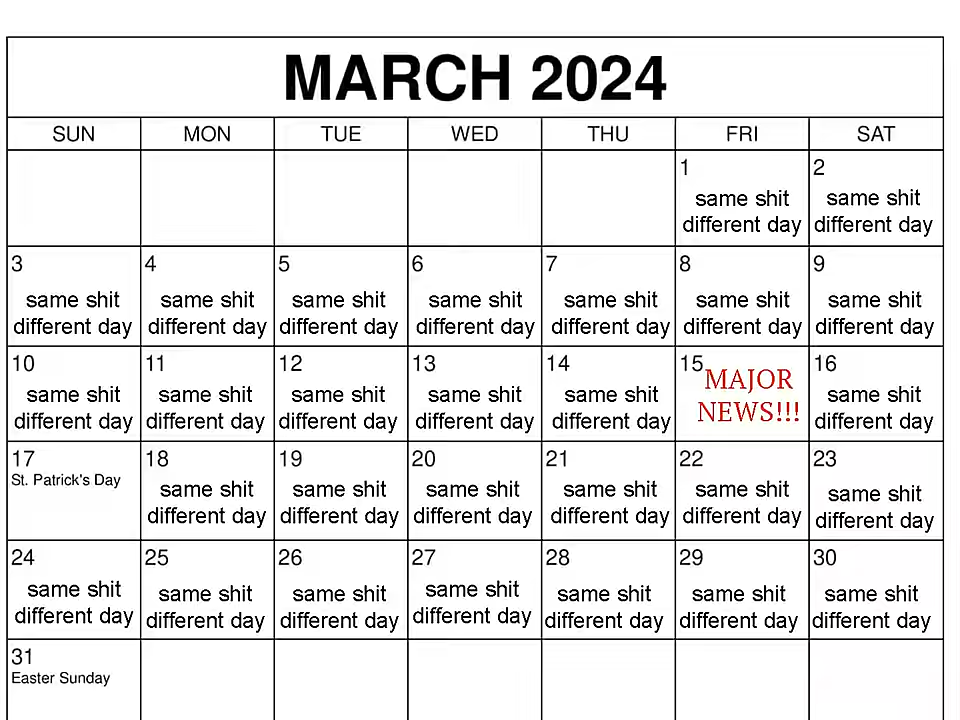 MARCH 2024
SUN MON TUE WED THU FRI SAT
1 2
same shit same shit
different day different day
3 4 5 6 7 8 9
same shit same shit same shit same shit same shit same shit same shit
different day different day different day different day different day different day different day
10 11 12 13 14 15 16
same shit same shit same shit same shit same shit MAJOR same shit
different day different day different day different day different day NEWS!!! different day
17 18 19 20 21 22 23
St. Patrick's Day same shit same shit same shit same shit same shit same shit
different day different day different day different day different day different day
24 25 26 27 28 29 30
same shit same shit same shit same shit same shit same shit same shit
different day different day different day different day different day different day different day
31
Easter Sunday